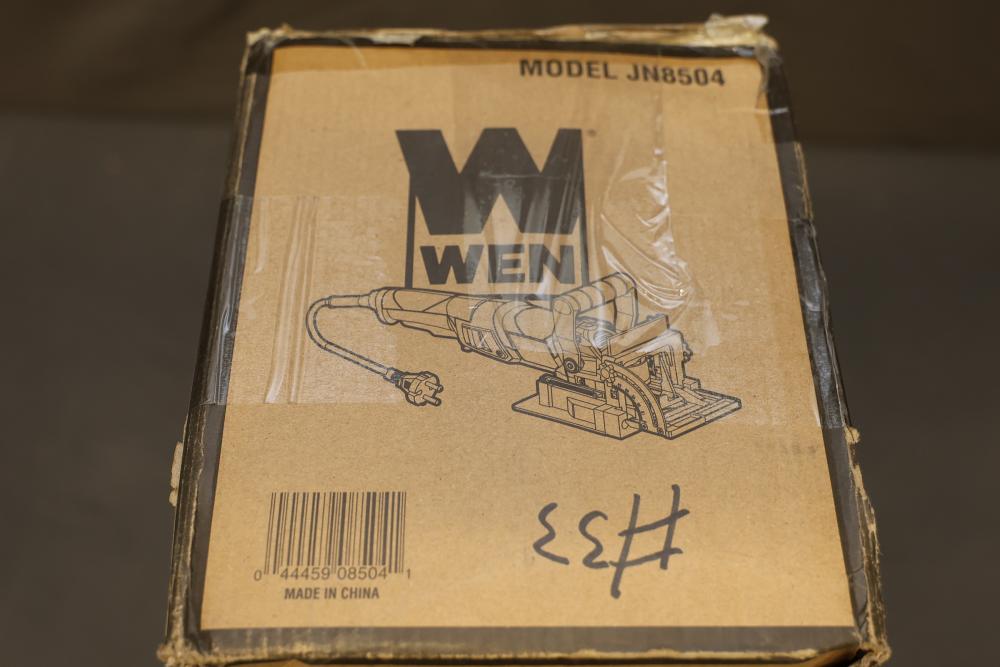 MODEL JN8504
W
WEN
®
0 44459 08504 1
MADE IN CHINA
#33